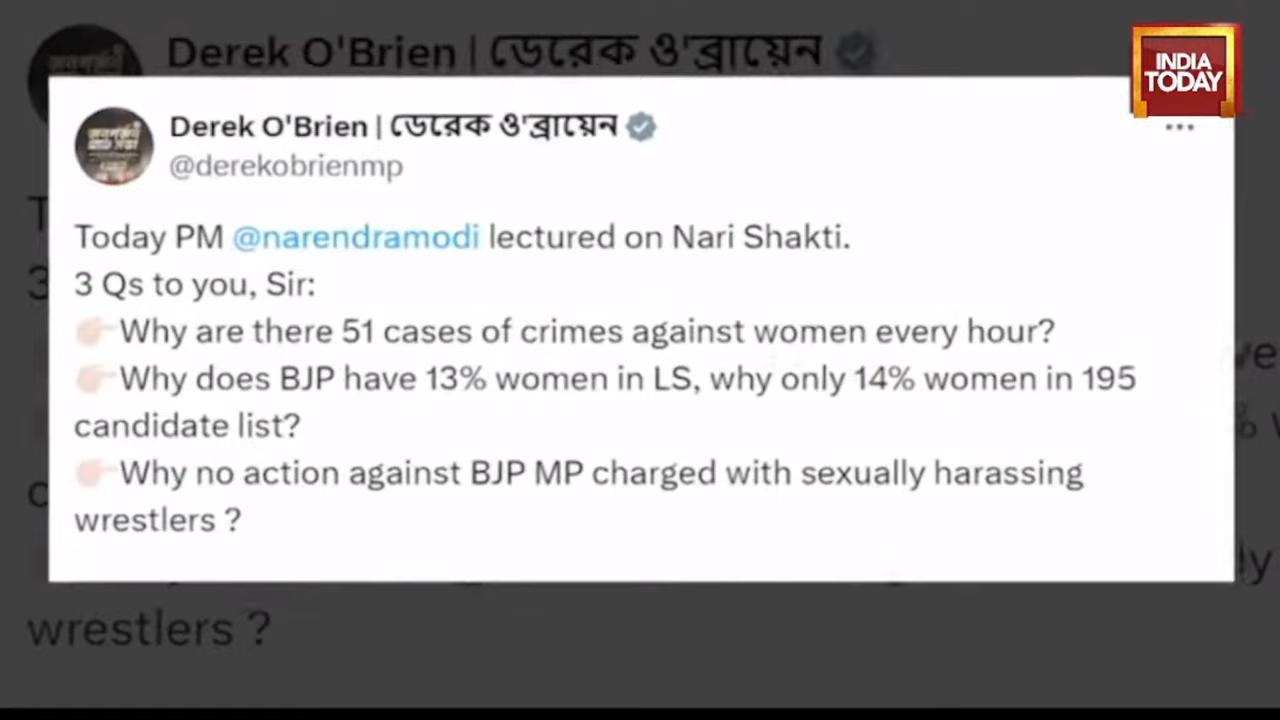 Derek O'Brien | ডেরেক ও'ব্রায়েন
INDIA
TODAY
Derek O'Brien | ডেরেক ও'ব্রায়েন
@derekobrienmp
Today PM @narendramodi lectured on Nari Shakti.
3 Qs to you, Sir:
👉🏻Why are there 51 cases of crimes against women every hour?
👉🏻Why does BJP have 13% women in LS, why only 14% women in 195
candidate list?
👉🏻Why no action against BJP MP charged with sexually harassing
wrestlers ?
wrestlers ?